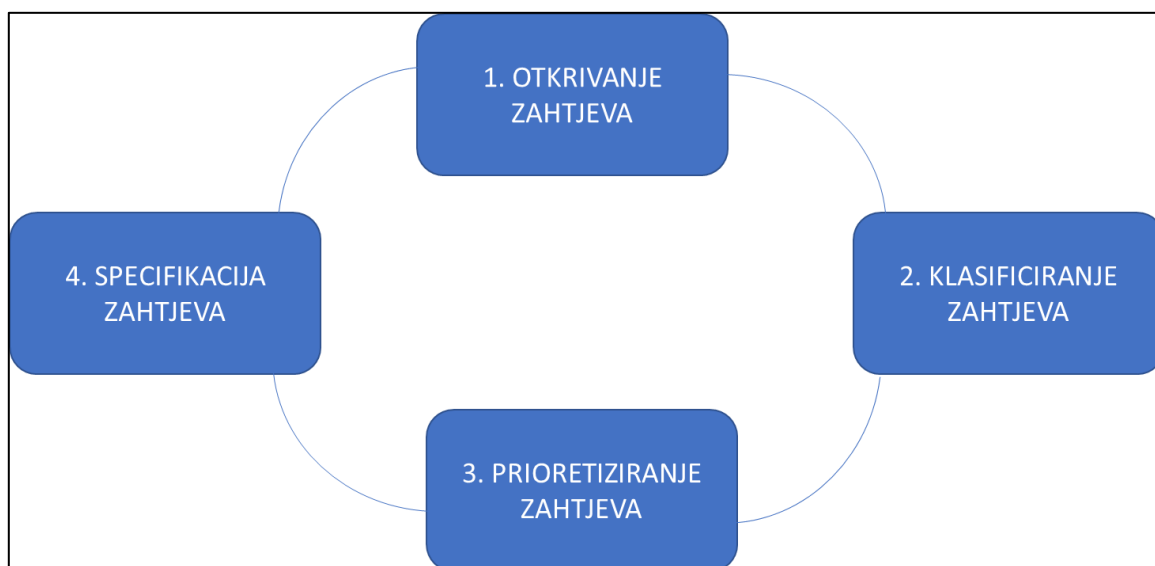 1. OTKRIVANJE
ZAHTJEVA
2. KLASIFICIRANJE
ZAHTJEVA
3. PRIORETIZIRANJE
ZAHTJEVA
4. SPECIFIKACIJA
ZAHTJEVA